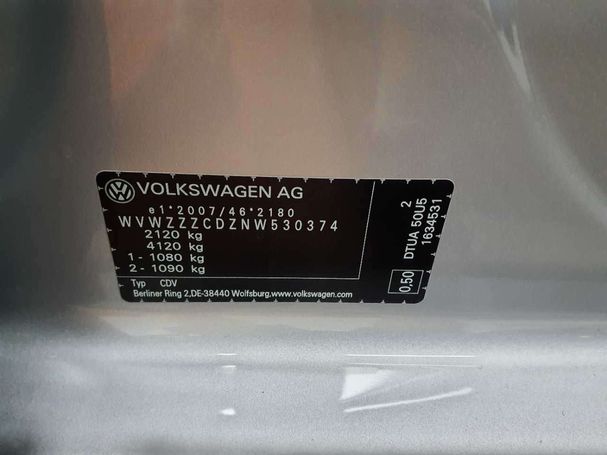 VOLKSWAGEN AG
e1*2007/46*2180
WVWZZZCDZNW530374
2120 kg
4120 kg
1 - 1080 kg
2 - 1090 kg
Typ CDV
Berliner Ring 2,DE-38440 Wolfsburg,www.volkswagen.com
0,50
2
DTUA 50U5
1634531